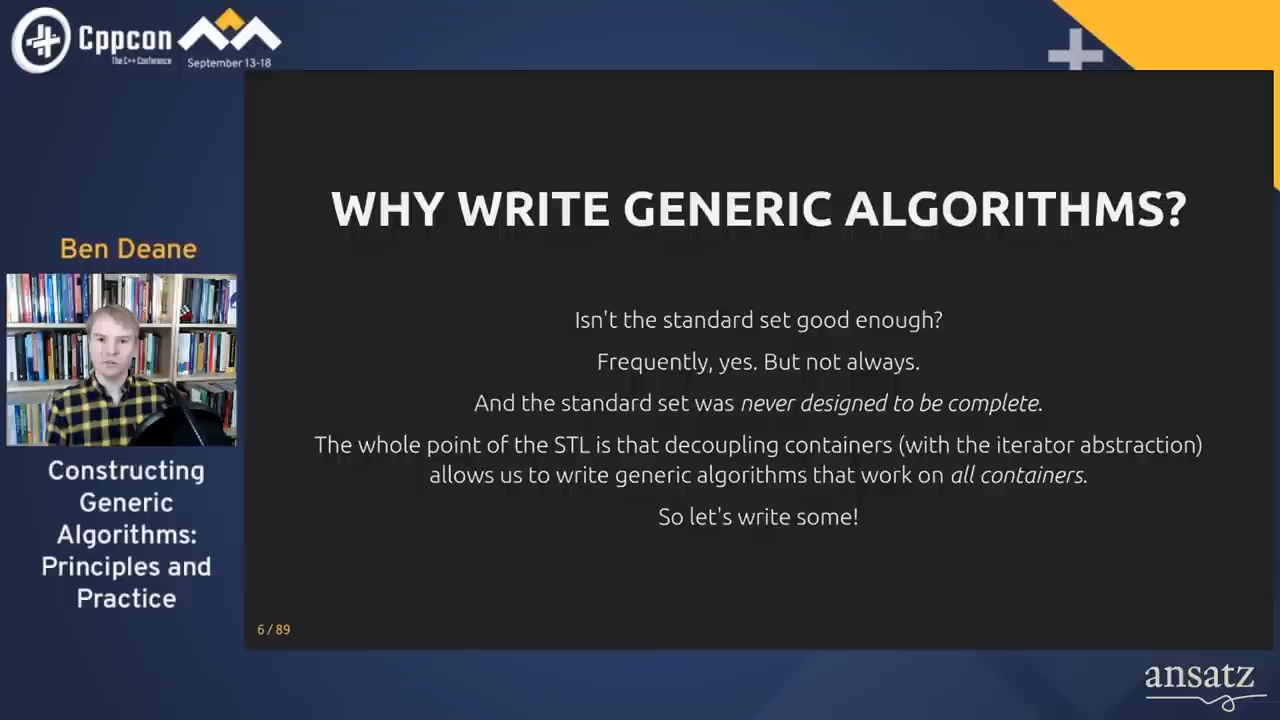 Cppcon
The C++ Conference
September 13-18
Ben Deane
Constructing
Generic
Algorithms:
Principles and
Practice
WHY WRITE GENERIC ALGORITHMS?
Isn't the standard set good enough?
Frequently, yes. But not always.
And the standard set was never designed to be complete.
The whole point of the STL is that decoupling containers (with the iterator abstraction)
allows us to write generic algorithms that work on all containers.
So let's write some!
6 / 89
ansatz